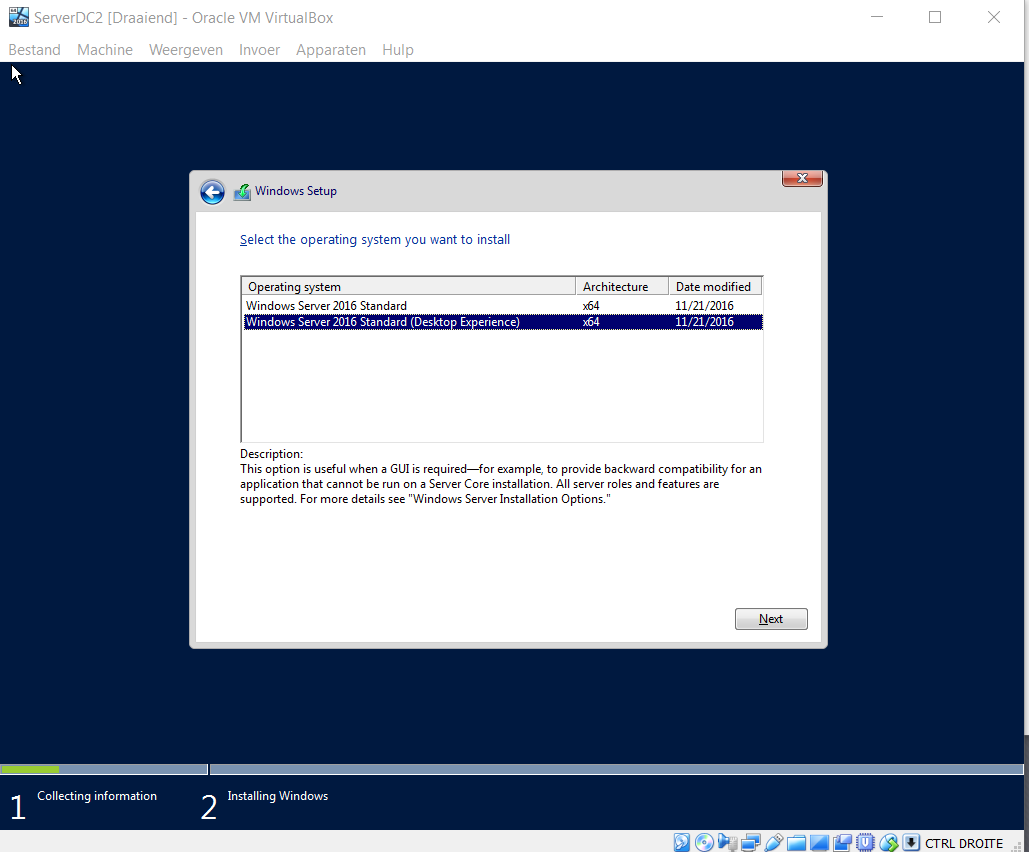 ServerDC2 [Draaiend] - Oracle VM VirtualBox
Bestand Machine Weergeven Invoer Apparaten Hulp
Windows Setup
Select the operating system you want to install
Operating system Architecture Date modified
Windows Server 2016 Standard x64 11/21/2016
Windows Server 2016 Standard (Desktop Experience) x64 11/21/2016
Description:
This option is useful when a GUI is required—for example, to provide backward compatibility for an
application that cannot be run on a Server Core installation. All server roles and features are
supported. For more details see "Windows Server Installation Options."
Next
1 Collecting information 2 Installing Windows
CTRL DROITE